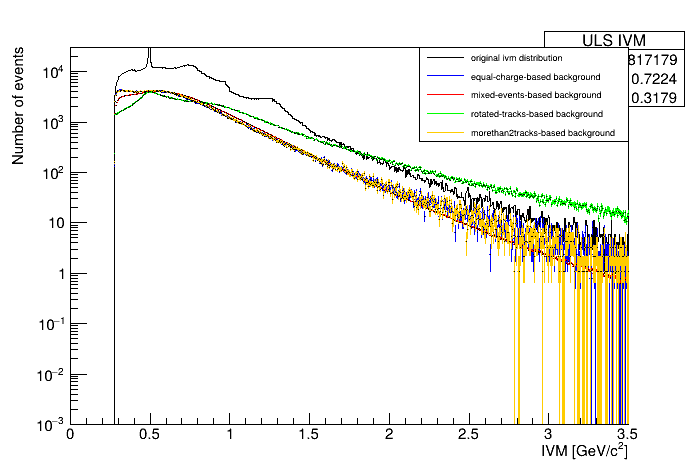 ULS IVM
817179
0.7224
0.3179
original ivm distribution
equal-charge-based background
mixed-events-based background
rotated-tracks-based background
morethan2tracks-based background
Number of events
10⁴
10³
10²
10
1
10⁻¹
10⁻²
10⁻³
0 0.5 1 1.5 2 2.5 3 3.5
IVM [GeV/c²]